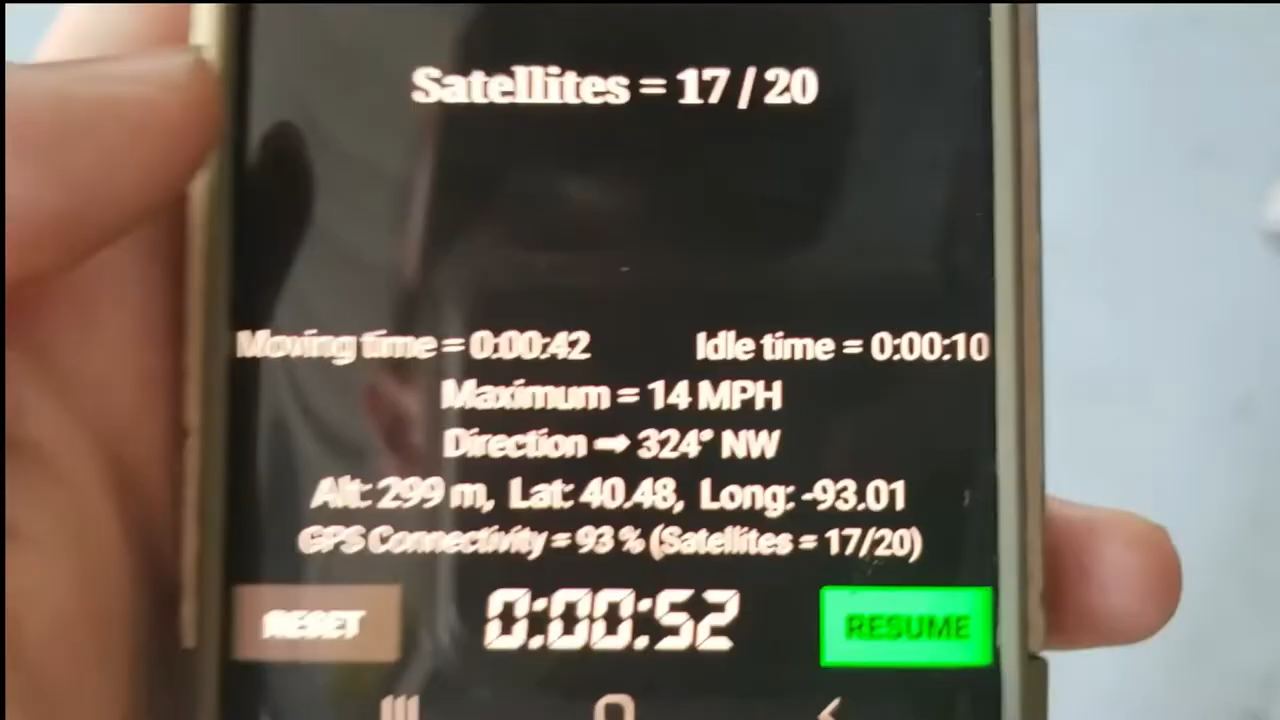 Satellites = 17 / 20
Moving time = 0:00:42 Idle time = 0:00:10
Maximum = 14 MPH
Direction ➞ 324° NW
Alt: 299 m, Lat: 40.48, Long: -93.01
GPS Connectivity = 93 % (Satellites = 17/20)
RESET 0:00:52 RESUME